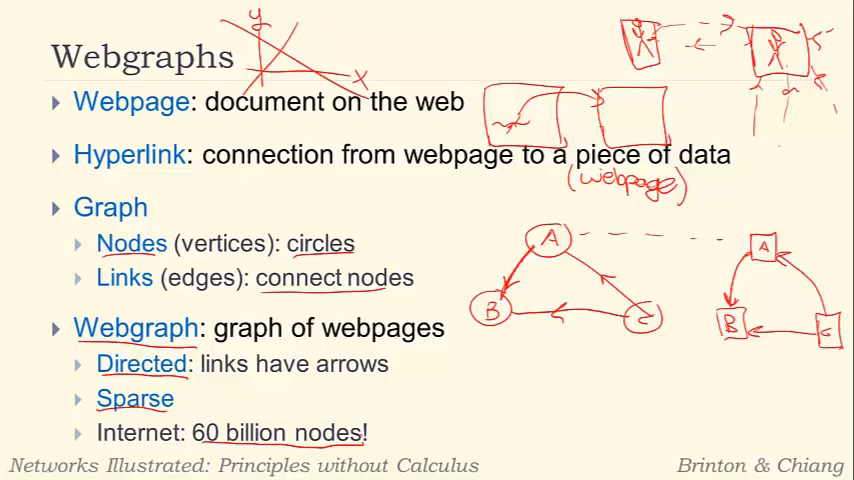 y
Webgraphs
x
Webpage: document on the web
Hyperlink: connection from webpage to a piece of data
(webpage)
Graph
Nodes (vertices): circles
Links (edges): connect nodes
A
A
B
C
B
C
Webgraph: graph of webpages
Directed: links have arrows
Sparse
Internet: 60 billion nodes!
Networks Illustrated: Principles without Calculus
Brinton & Chiang